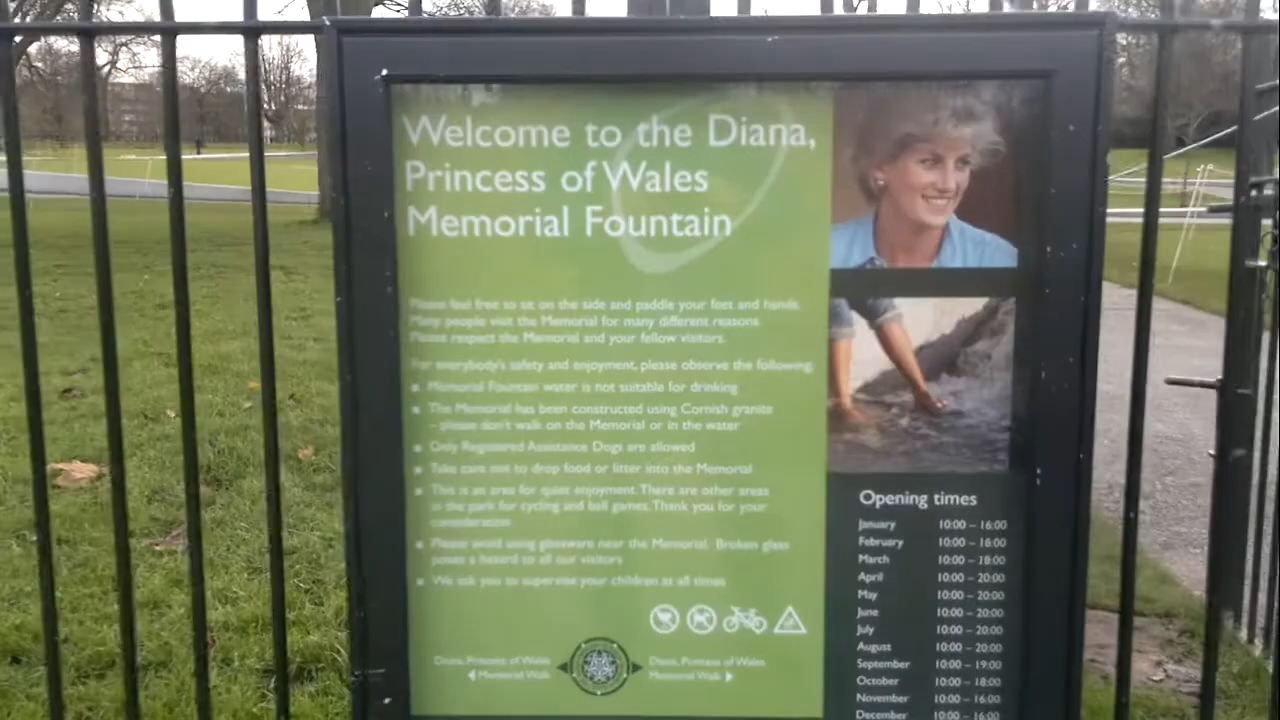 Welcome to the Diana,
Princess of Wales
Memorial Fountain
Please feel free to sit on the side and paddle your feet and hands.
Many people visit the Memorial for many different reasons.
Please respect the Memorial and your fellow visitors.
For everybody's safety and enjoyment, please observe the following:
Memorial Fountain water is not suitable for drinking
The Memorial has been constructed using Cornish granite
- please don't walk on the Memorial or in the water
Only Registered Assistance Dogs are allowed
Take care not to drop food or litter into the Memorial
This is an area for quiet enjoyment. There are other areas
in the park for cycling and ball games. Thank you for your
consideration
Please avoid using glassware near the Memorial. Broken glass
poses a hazard to all our visitors
We ask you to supervise your children at all times
Diana, Princess of Wales
Memorial Walk
Diana, Princess of Wales
Memorial Walk
Opening times
January 10:00 – 16:00
February 10:00 – 16:00
March 10:00 – 18:00
April 10:00 – 20:00
May 10:00 – 20:00
June 10:00 – 20:00
July 10:00 – 20:00
August 10:00 – 20:00
September 10:00 – 19:00
October 10:00 – 18:00
November 10:00 – 16:00
December 10:00 – 16:00